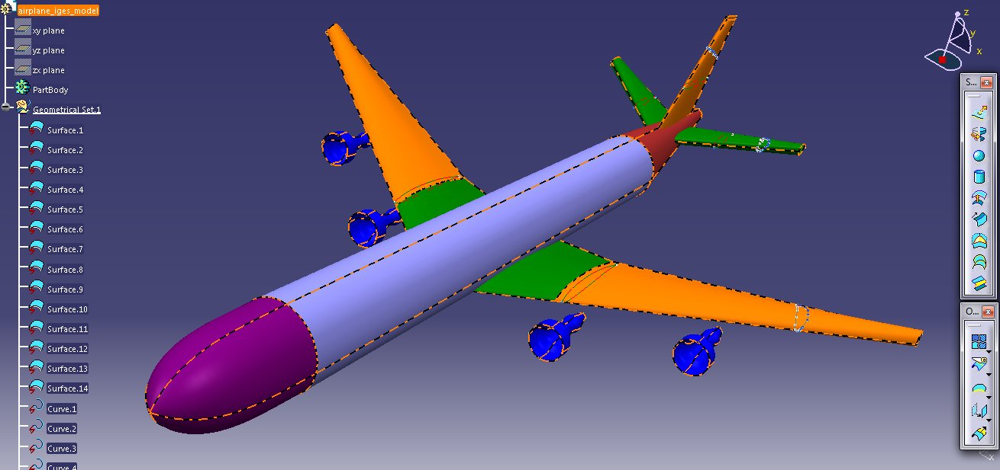 airplane_iges_model
xy plane
yz plane
zx plane
PartBody
Geometrical Set.1
Surface.1
Surface.2
Surface.3
Surface.4
Surface.5
Surface.6
Surface.7
Surface.8
Surface.9
Surface.10
Surface.11
Surface.12
Surface.13
Surface.14
Curve.1
Curve.2
Curve.3
Curve.4
z
y
x
S...
O...
x